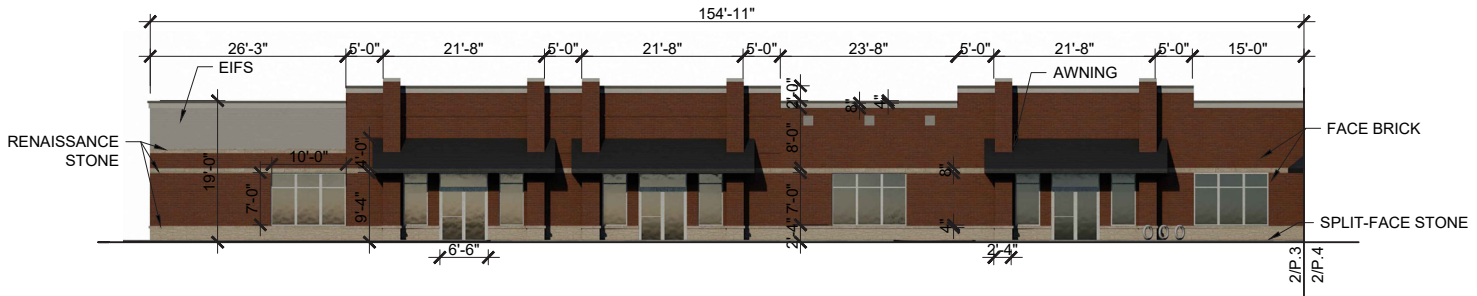 154'-11"
26'-3" 5'-0" 21'-8" 5'-0" 21'-8" 5'-0" 23'-8" 5'-0" 21'-8" 5'-0" 15'-0"
EIFS
AWNING
2'-0"
8"
4"
RENAISSANCE
STONE
FACE BRICK
19'-0"
10'-0"
4'-0"
8'-0"
8"
7'-0"
9'-4"
7'-0"
4"
2'-4"
SPLIT-FACE STONE
6'-6"
2'-4"
2/P.3
2/P.4